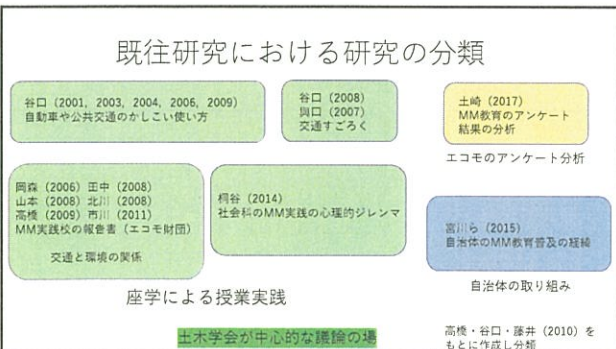 既往研究における研究の分類
谷口（2001, 2003, 2004, 2006, 2009）
自動車や公共交通のかしこい使い方
谷口（2008）
與口（2007）
交通すごろく
土崎（2017）
MM教育のアンケート
結果の分析
エコモのアンケート分析
岡森（2006）田中（2008）
山本（2008）北川（2008）
高橋（2009）市川（2011）
MM実践校の報告書（エコモ財団）
交通と環境の関係
桐谷（2014）
社会科のMM実践の心理的ジレンマ
宮川ら（2015）
自治体のMM教育普及の経緯
自治体の取り組み
座学による授業実践
土木学会が中心的な議論の場
高橋・谷口・藤井（2010）を
もとに作成し分類